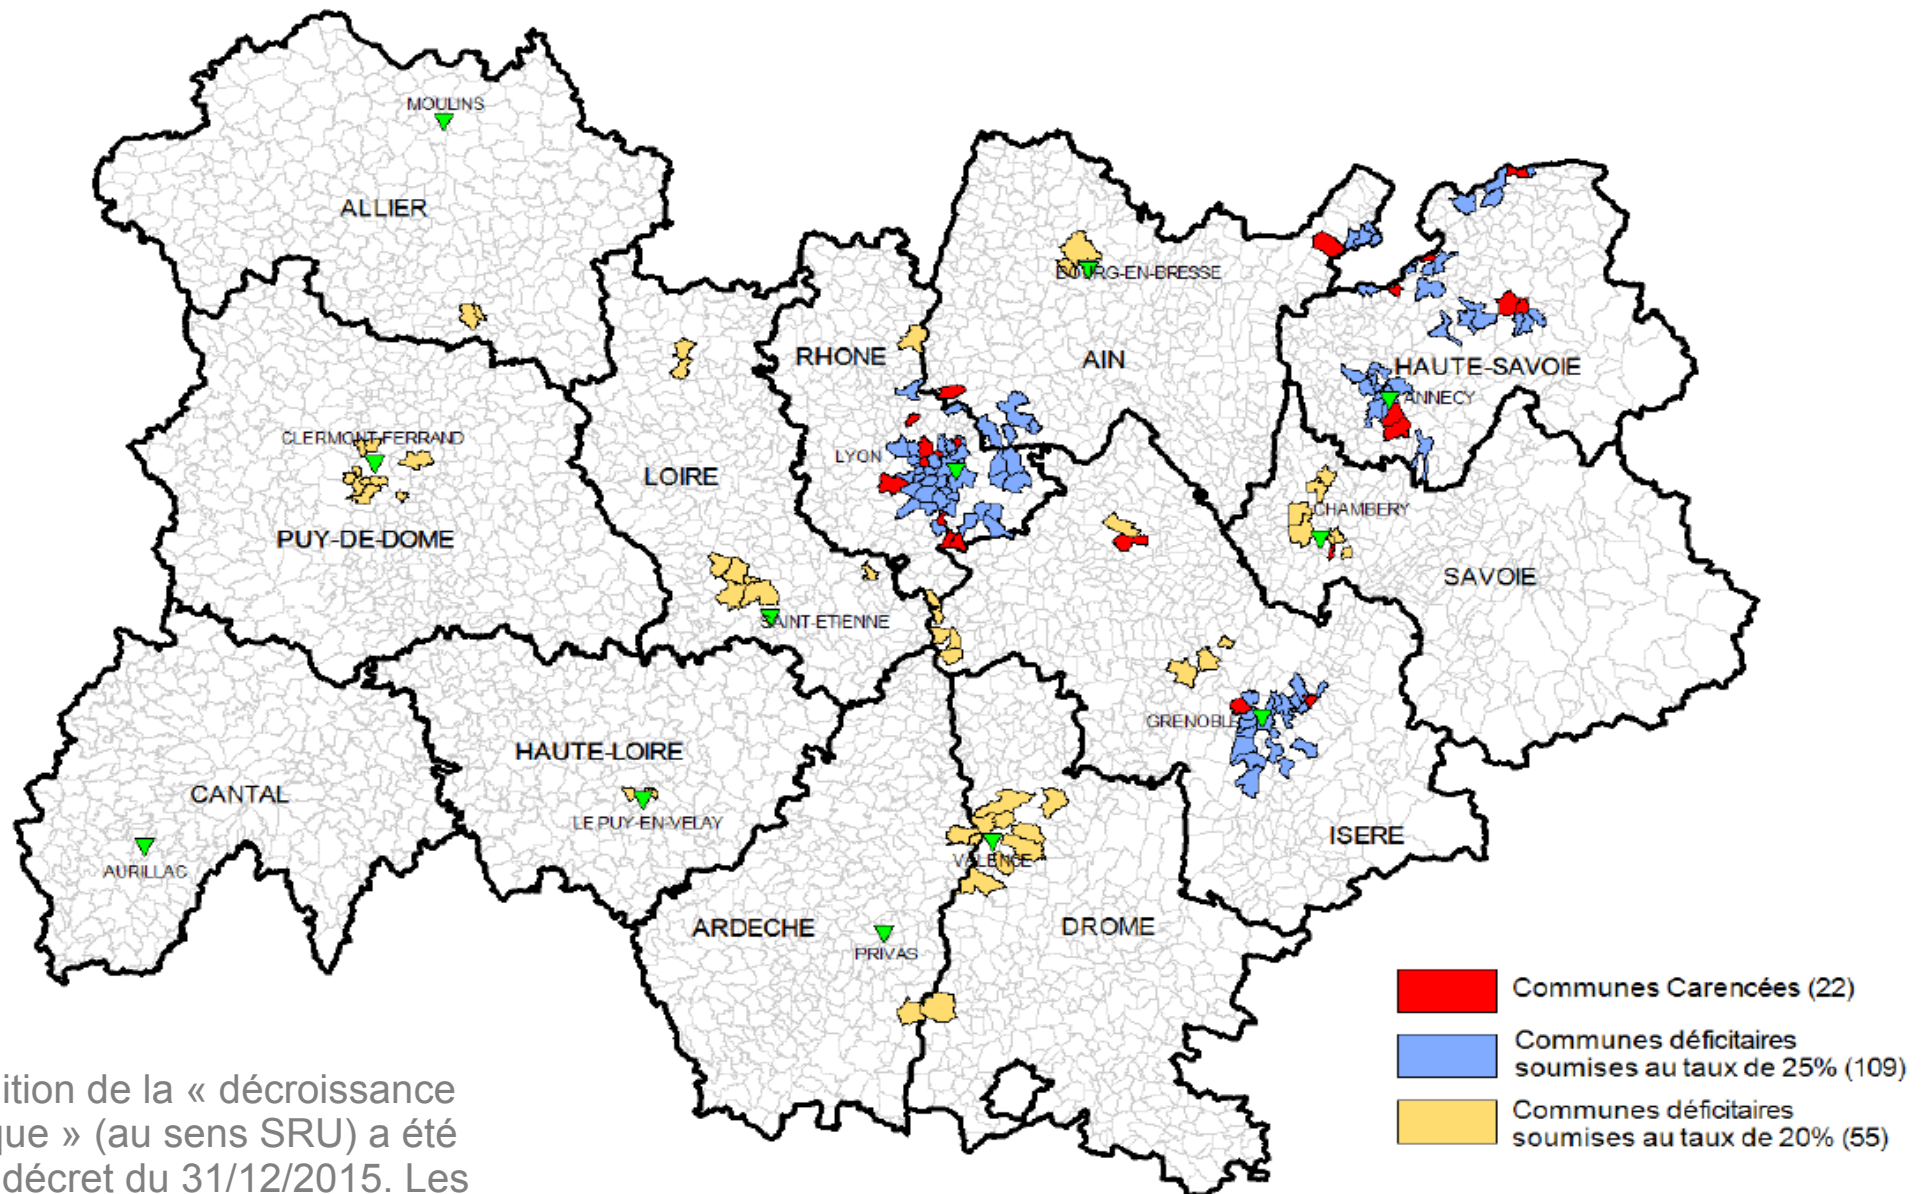 MOULINS
ALLIER
BOURG-EN-BRESSE
RHONE
AIN
HAUTE-SAVOIE
ANNECY
CLERMONT-FERRAND
LYON
LOIRE
CHAMBERY
PUY-DE-DOME
SAVOIE
SAINT-ETIENNE
GRENOBLE
HAUTE-LOIRE
CANTAL
LE PUY-EN-VELAY
ISERE
VALENCE
AURILLAC
ARDECHE
DROME
PRIVAS
Communes Carencées (22)
Communes déficitaires
soumises au taux de 25% (109)
Communes déficitaires
soumises au taux de 20% (55)
ition de la « décroissance
que » (au sens SRU) a été
décret du 31/12/2015. Les